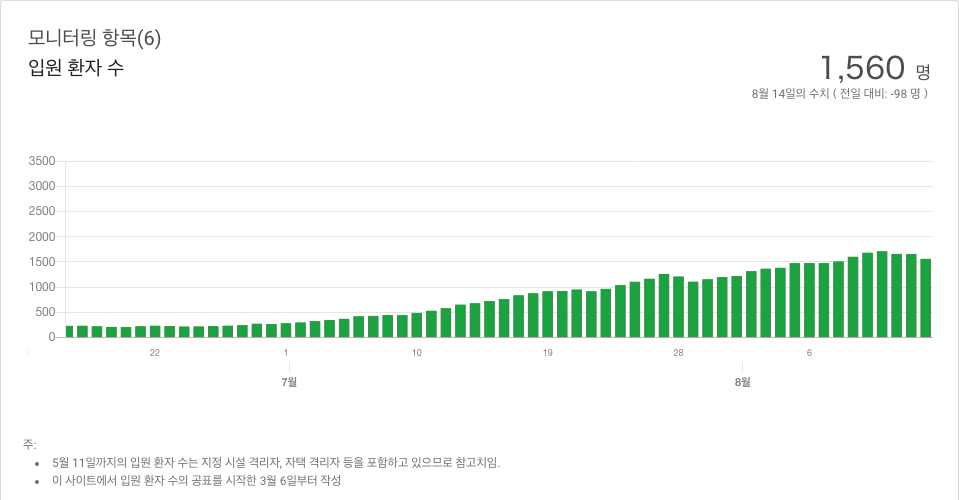 모니터링 항목(6)
입원 환자 수
1,560 명
8월 14일의 수치 ( 전일 대비: -98 명 )
3500
3000
2500
2000
1500
1000
500
0
22 1 10 19 28 6
7월 8월
주:
• 5월 11일까지의 입원 환자 수는 지정 시설 격리자, 자택 격리자 등을 포함하고 있으므로 참고치임.
• 이 사이트에서 입원 환자 수의 공표를 시작한 3월 6일부터 작성